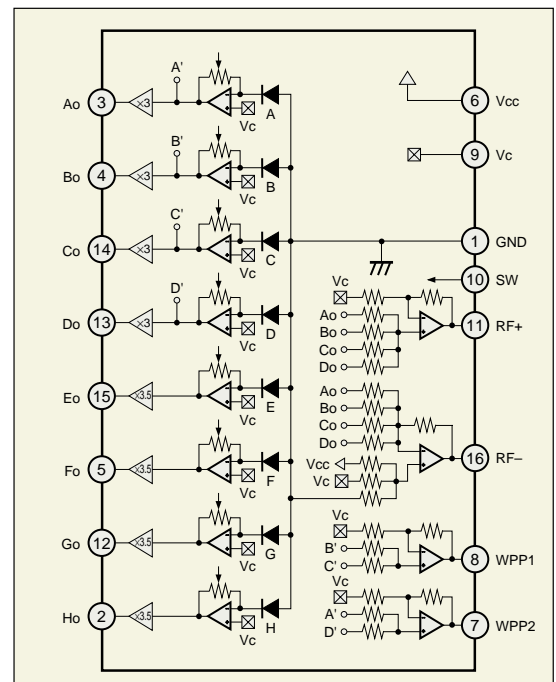 A'
Ao 3 ×3
A
Vc
B'
Bo 4 ×3
B
Vc
C'
Co 14 ×3
C
Vc
D'
Do 13 ×3
D
Vc
Eo 15 ×3.5
E
Vc
Fo 5 ×3.5
F
Vc
Go 12 ×3.5
G
Vc
Ho 2 ×3.5
H
Vc
6 Vcc
9 Vc
1 GND
10 SW
Vc
Ao
Bo
Co
Do
11 RF+
Ao
Bo
Co
Do
Vcc
Vc
16 RF–
Vc
B'
C'
8 WPP1
Vc
A'
D'
7 WPP2